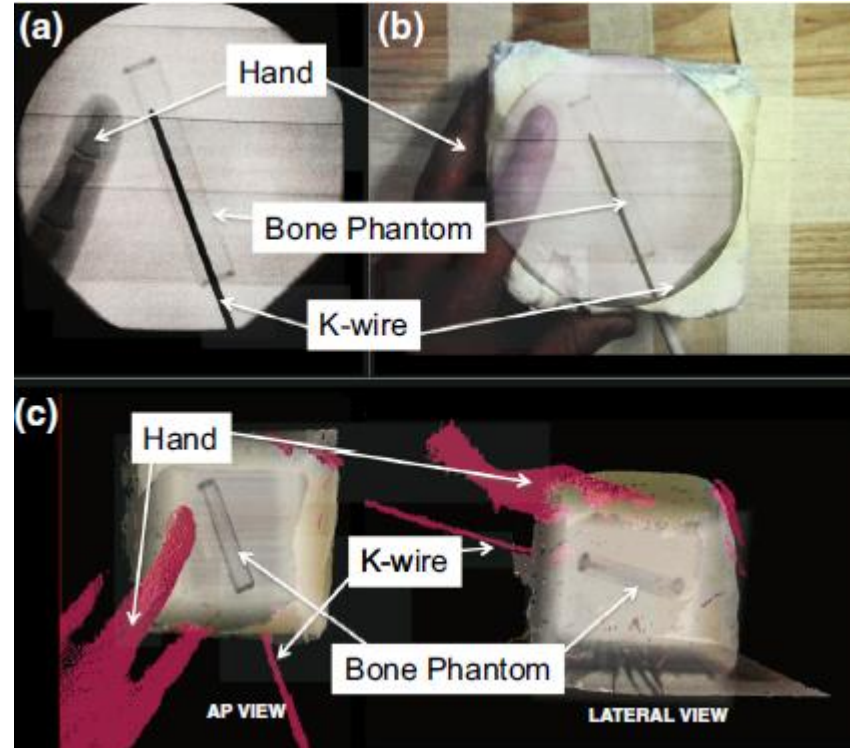 (a)
(b)
Hand
Bone Phantom
K-wire
(c)
Hand
K-wire
Bone Phantom
AP VIEW
LATERAL VIEW